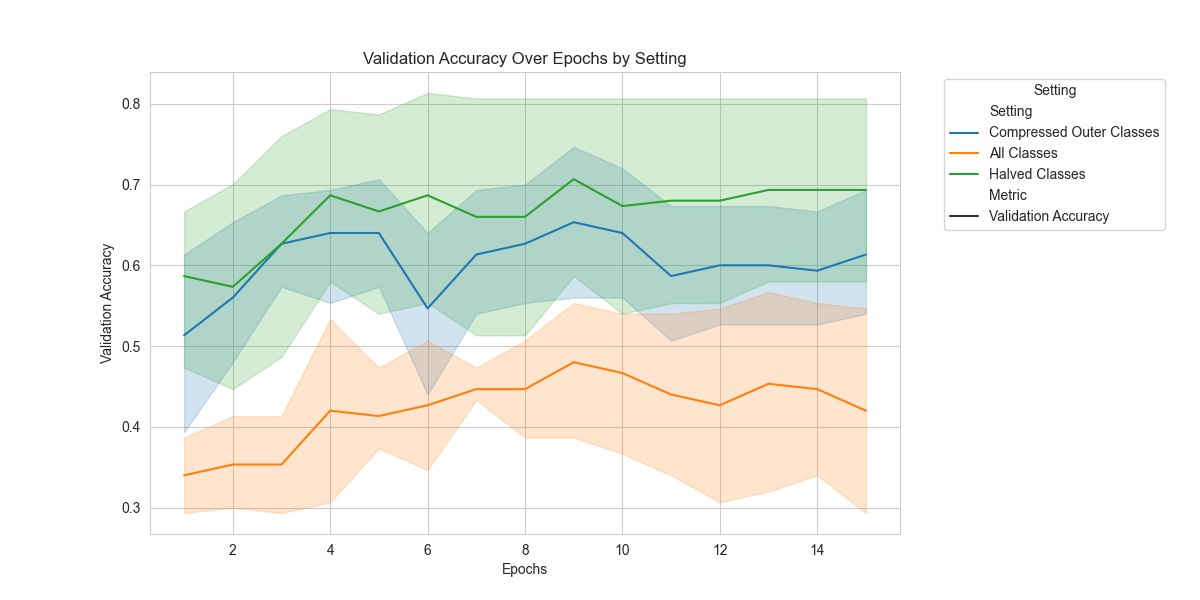 Validation Accuracy Over Epochs by Setting
Validation Accuracy
0.8
0.7
0.6
0.5
0.4
0.3
2 4 6 8 10 12 14
Epochs
Setting
Setting
Compressed Outer Classes
All Classes
Halved Classes
Metric
Validation Accuracy